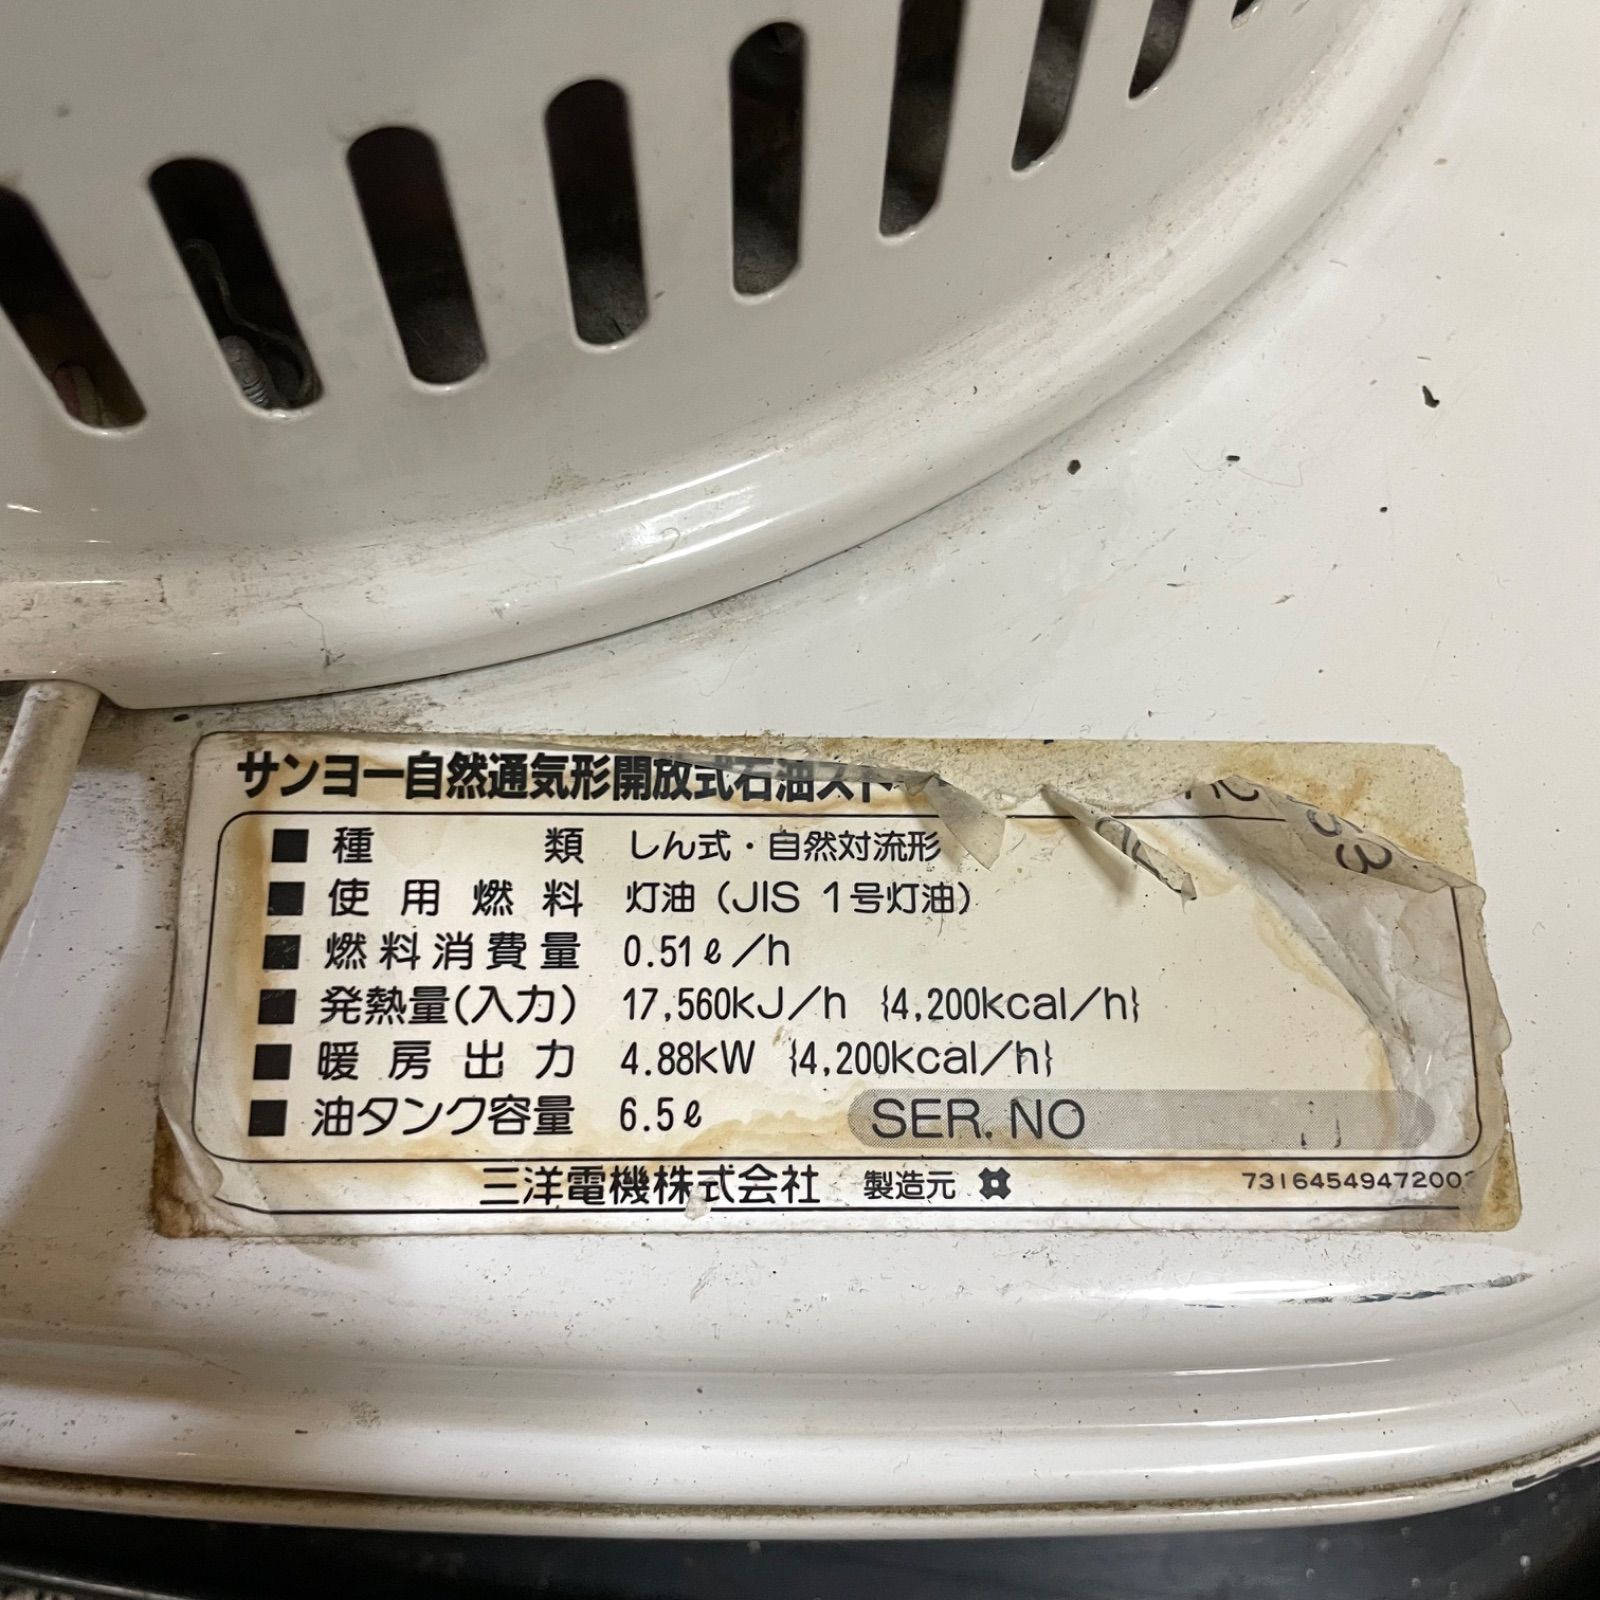 サンヨー自然通気形開放式石油スト
■ 種類 しん式・自然対流形
■ 使用燃料 灯油（JIS 1号灯油）
■ 燃料消費量 0.51ℓ/h
■ 発熱量(入力) 17,560kJ/h {4,200kcal/h}
■ 暖房出力 4.88kW {4,200kcal/h}
■ 油タンク容量 6.5ℓ
SER. NO
三洋電機株式会社 製造元
7316454947200